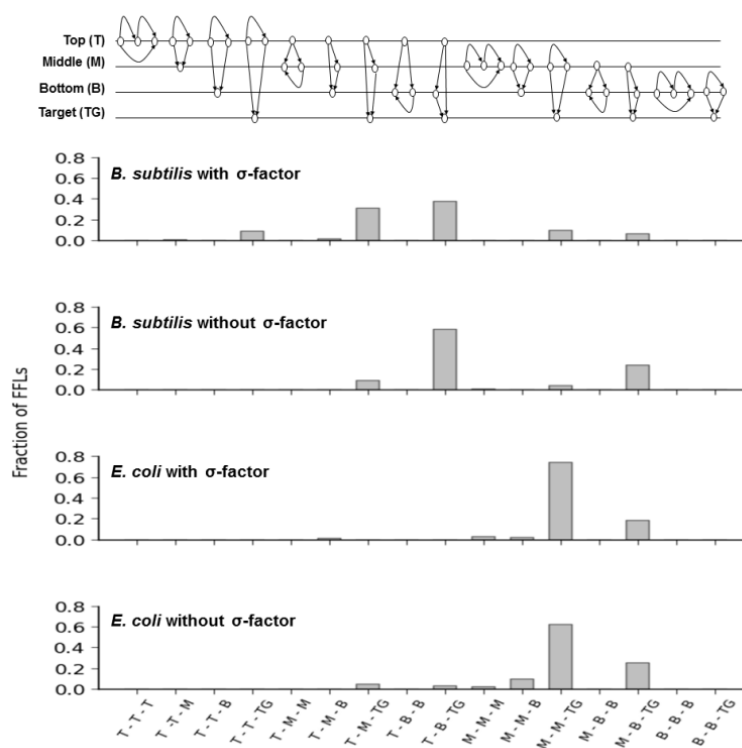 Top (T)
Middle (M)
Bottom (B)
Target (TG)
0.8
0.6
0.4
0.2
0.0
B. subtilis with σ-factor
0.8
0.6
0.4
0.2
0.0
B. subtilis without σ-factor
Fraction of FFLs
0.8
0.6
0.4
0.2
0.0
E. coli with σ-factor
0.8
0.6
0.4
0.2
0.0
E. coli without σ-factor
T - T - T
T - T - M
T - T - B
T - T - TG
T - M - M
T - M - B
T - M - TG
T - B - B
T - B - TG
M - M - M
M - M - B
M - M - TG
M - B - B
M - B - TG
B - B - B
B - B - TG